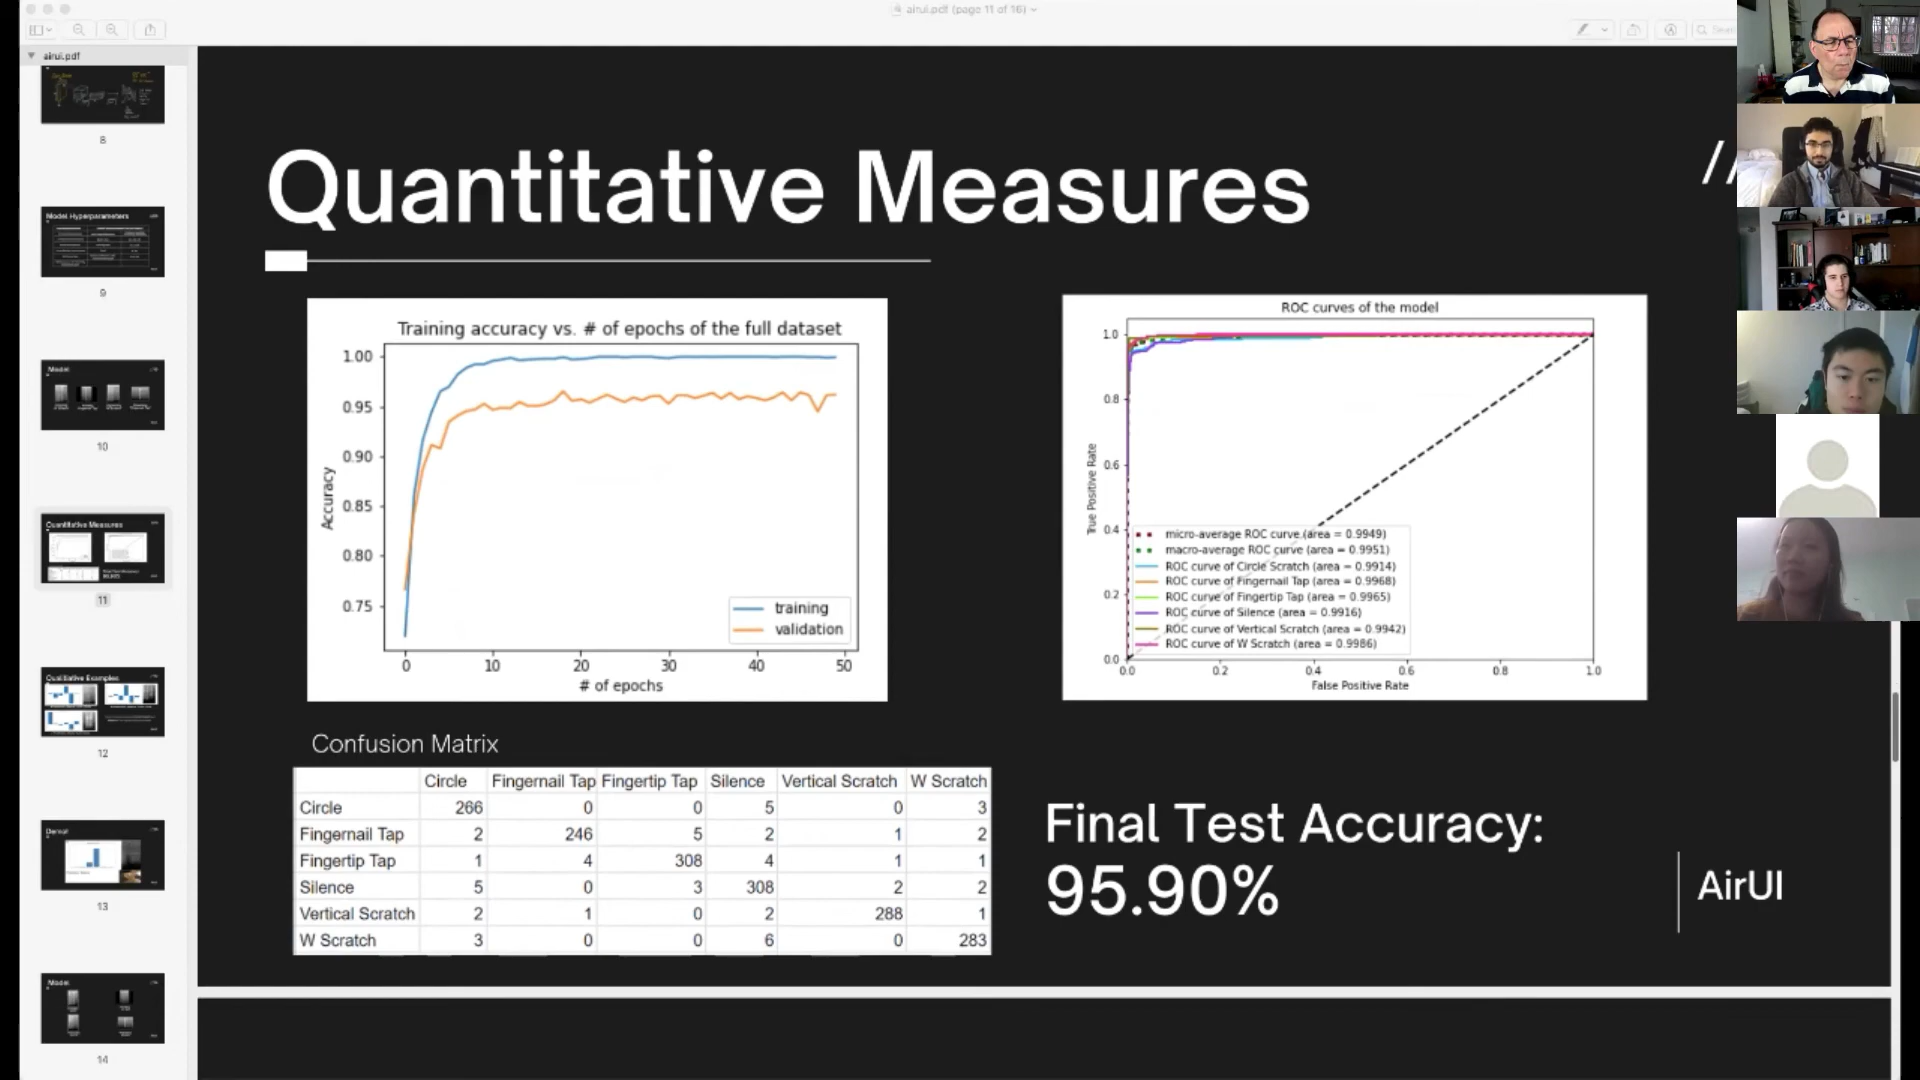 airui.pdf (page 11 of 16)
airui.pdf
8
Model Hyperparameters
9
Model
10
Quantitative Measures
11
Qualitative Examples
12
Demo!
13
Model
14
Quantitative Measures
//
Training accuracy vs. # of epochs of the full dataset
Accuracy
1.00
0.95
0.90
0.85
0.80
0.75
training
validation
0 10 20 30 40 50
# of epochs
ROC curves of the model
True Positive Rate
1.0
0.8
0.6
0.4
0.2
0.0
micro-average ROC curve (area = 0.9949)
macro-average ROC curve (area = 0.9951)
ROC curve of Circle Scratch (area = 0.9914)
ROC curve of Fingernail Tap (area = 0.9968)
ROC curve of Fingertip Tap (area = 0.9965)
ROC curve of Silence (area = 0.9916)
ROC curve of Vertical Scratch (area = 0.9942)
ROC curve of W Scratch (area = 0.9986)
0.0 0.2 0.4 0.6 0.8 1.0
False Positive Rate
Confusion Matrix
Circle Fingernail Tap Fingertip Tap Silence Vertical Scratch W Scratch
Circle 266 0 0 5 0 3
Fingernail Tap 2 246 5 2 1 2
Fingertip Tap 1 4 308 4 1 1
Silence 5 0 3 308 2 2
Vertical Scratch 2 1 0 2 288 1
W Scratch 3 0 0 6 0 283
Final Test Accuracy:
95.90%
AirUI